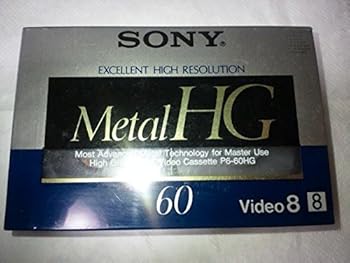 SONY®
EXCELLENT HIGH RESOLUTION
Metal HG
Most Advanced Technology for Master Use
High Video Cassette P6-60HG
60
Video 8 8